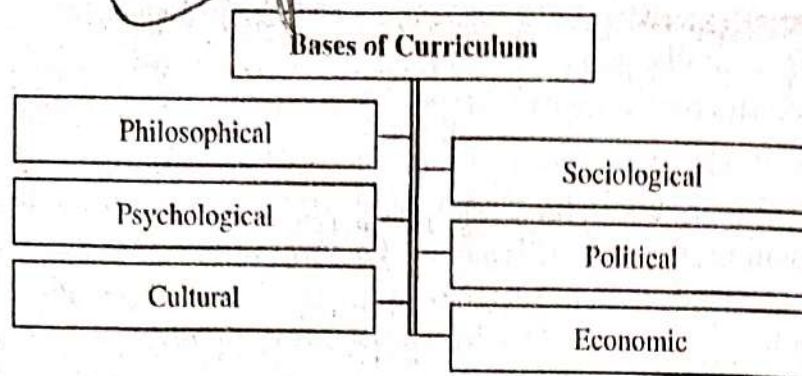 Bases of Curriculum
Philosophical
Psychological
Cultural
Sociological
Political
Economic